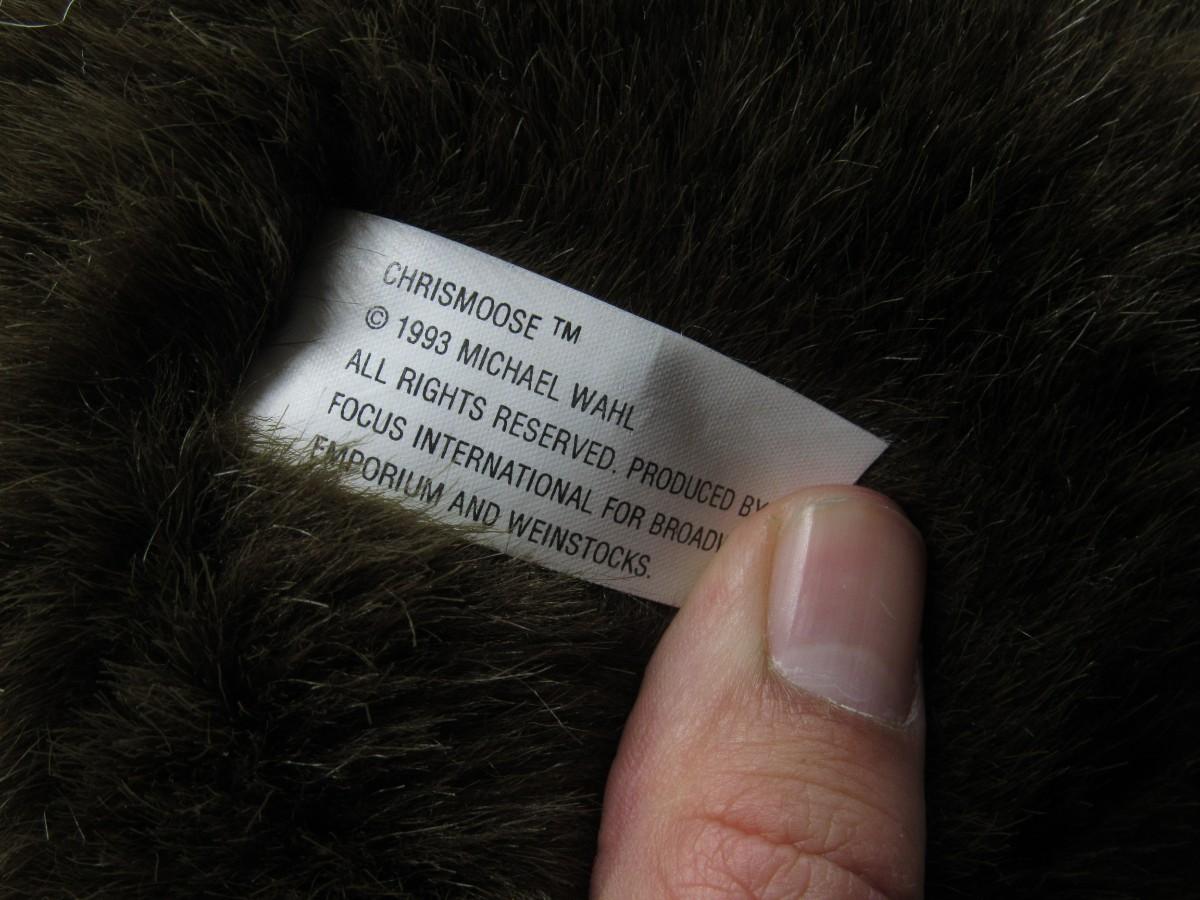 CHRISMOOSE ™
© 1993 MICHAEL WAHL
ALL RIGHTS RESERVED. PRODUCED BY
FOCUS INTERNATIONAL FOR
EMPORIUM AND WEINSTOCKS.